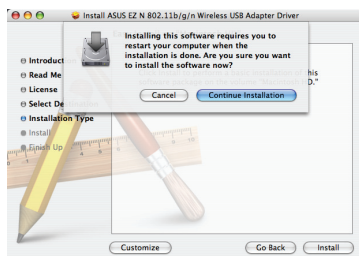 Install ASUS EZ N 802.11b/g/n Wireless USB Adapter Driver
Installing this software requires you to
restart your computer when the
installation is done. Are you sure you want
to install the software now?
Cancel
Continue Installation
Introduct
Read Me
License
Select De
Installation Type
Install
Finish Up
this
Customize
Go Back
Install